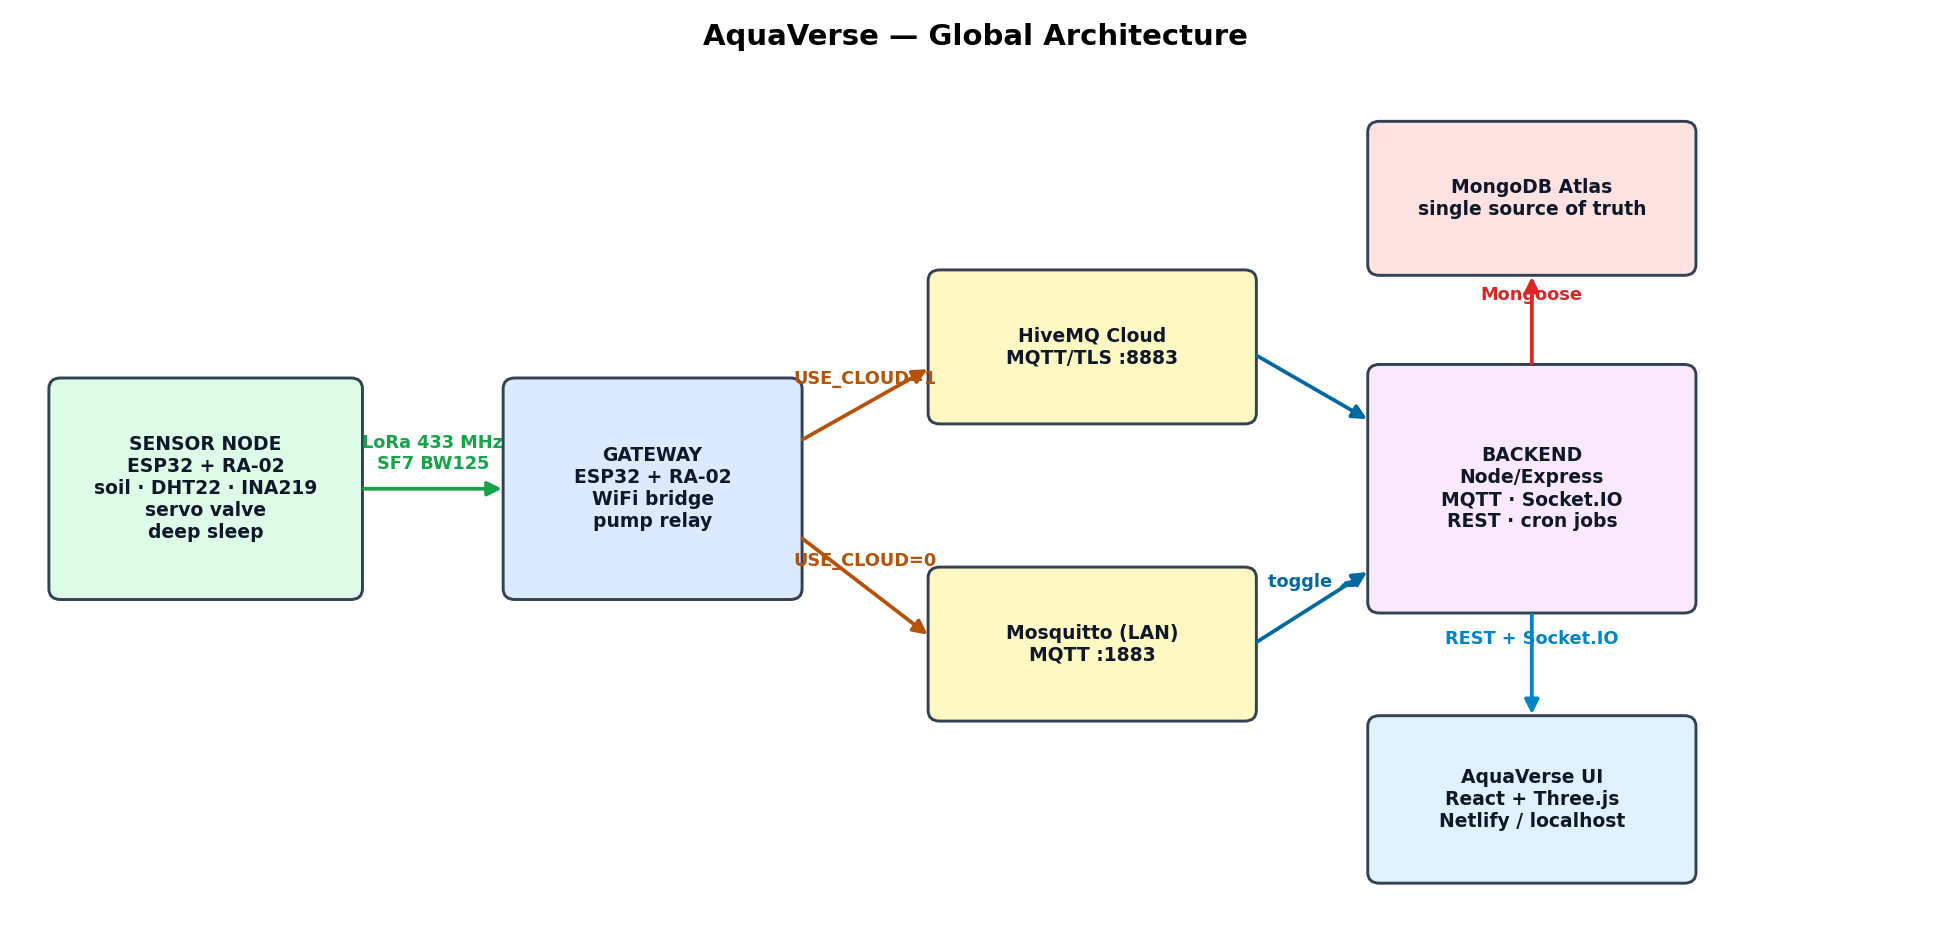 AquaVerse — Global Architecture
MongoDB Atlas
single source of truth
Mongoose
HiveMQ Cloud
MQTT/TLS :8883
USE_CLOUD=1
SENSOR NODE
ESP32 + RA-02
soil · DHT22 · INA219
servo valve
deep sleep
LoRa 433 MHz
SF7 BW125
GATEWAY
ESP32 + RA-02
WiFi bridge
pump relay
BACKEND
Node/Express
MQTT · Socket.IO
REST · cron jobs
USE_CLOUD=0
toggle
Mosquitto (LAN)
MQTT :1883
REST + Socket.IO
AquaVerse UI
React + Three.js
Netlify / localhost